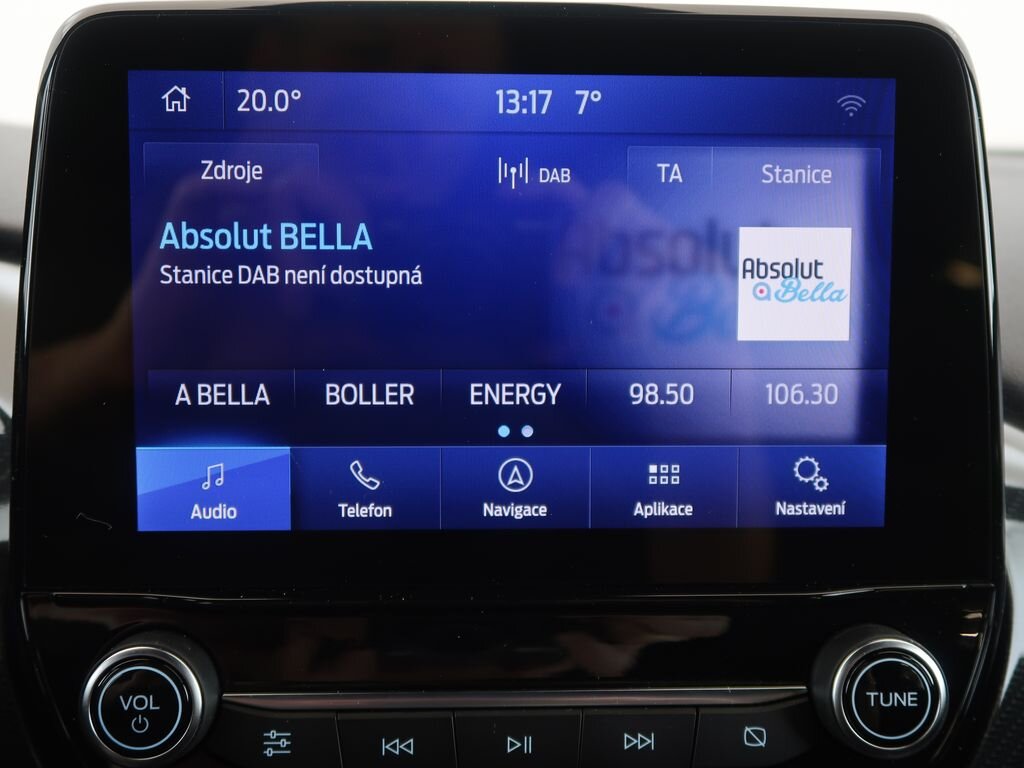 20.0° 13:17 7°
Zdroje DAB TA Stanice
Absolut BELLA
Stanice DAB není dostupná
Absolut
Bella
A BELLA BOLLER ENERGY 98.50 106.30
Audio Telefon Navigace Aplikace Nastavení
VOL TUNE